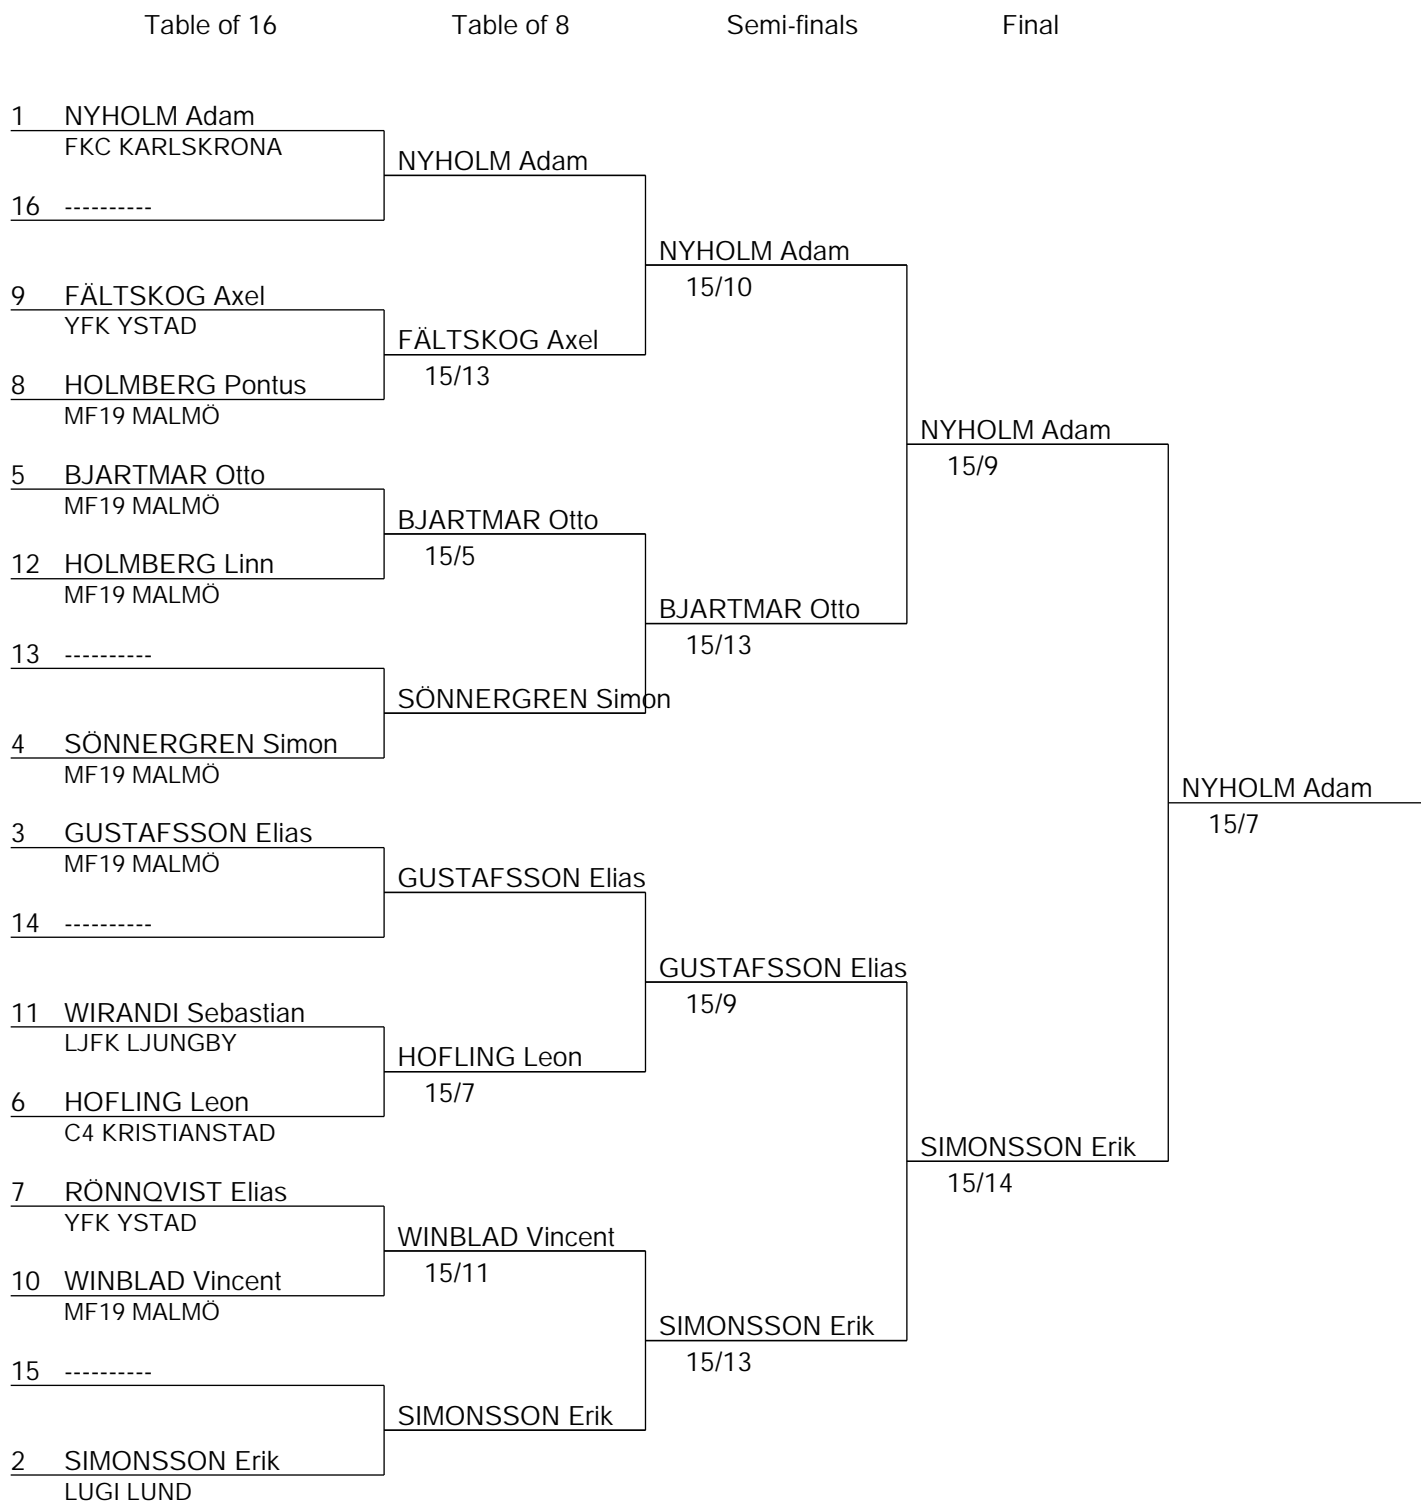 Table of 16 Table of 8 Semi-finals Final
1 NYHOLM Adam
FKC KARLSKRONA
NYHOLM Adam
16 ----------
NYHOLM Adam
15/10
9 FÄLTSKOG Axel
YFK YSTAD
FÄLTSKOG Axel
15/13
8 HOLMBERG Pontus
MF19 MALMÖ
NYHOLM Adam
15/9
5 BJARTMAR Otto
MF19 MALMÖ
BJARTMAR Otto
15/5
12 HOLMBERG Linn
MF19 MALMÖ
BJARTMAR Otto
15/13
13 ----------
SÖNNERGREN Simon
4 SÖNNERGREN Simon
MF19 MALMÖ
NYHOLM Adam
15/7
3 GUSTAFSSON Elias
MF19 MALMÖ
GUSTAFSSON Elias
14 ----------
GUSTAFSSON Elias
15/9
11 WIRANDI Sebastian
LJFK LJUNGBY
HOFLING Leon
15/7
6 HOFLING Leon
C4 KRISTIANSTAD
SIMONSSON Erik
15/14
7 RÖNNQVIST Elias
YFK YSTAD
WINBLAD Vincent
15/11
10 WINBLAD Vincent
MF19 MALMÖ
SIMONSSON Erik
15/13
15 ----------
SIMONSSON Erik
2 SIMONSSON Erik
LUGI LUND